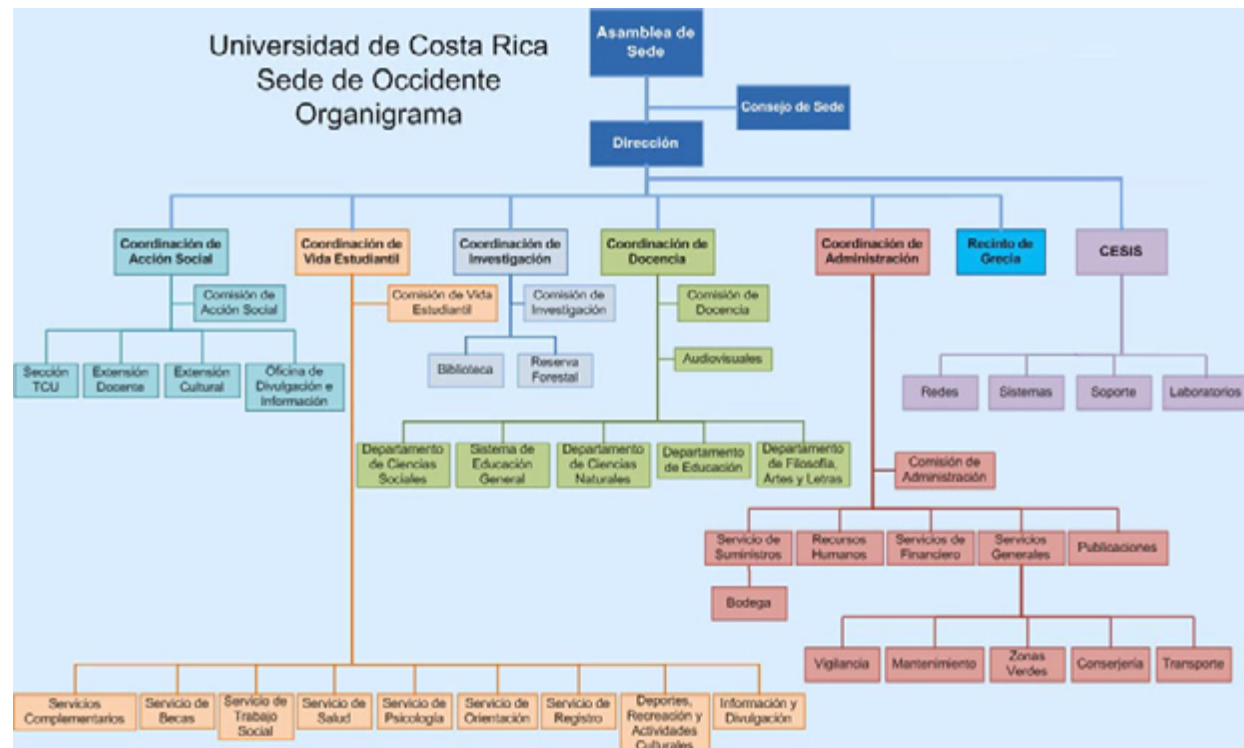 Universidad de Costa Rica
Sede de Occidente
Organigrama
Asamblea de
Sede
Consejo de Sede
Dirección
Coordinación de
Acción Social
Coordinación de
Vida Estudiantil
Coordinación de
Investigación
Coordinación de
Docencia
Coordinación de
Administración
Recinto de
Grecia
CESIS
Comisión de
Acción Social
Comisión de Vida
Estudiantil
Comisión de
Investigación
Comisión de
Docencia
Audiovisuales
Sección
TCU
Extensión
Docente
Extensión
Cultural
Oficina de
Divulgación e
Información
Biblioteca
Reserva
Forestal
Redes
Sistemas
Soporte
Laboratorios
Departamento
de Ciencias
Sociales
Sistema de
Educación
General
Departamento
de Ciencias
Naturales
Departamento
de Educación
Departamento
de Filosofía,
Artes y Letras
Comisión de
Administración
Servicio de
Suministros
Recursos
Humanos
Servicios de
Financiero
Servicios
Generales
Publicaciones
Bodega
Vigilancia
Mantenimiento
Zonas
Verdes
Conserjería
Transporte
Servicios
Complementarios
Servicio de
Becas
Servicio de
Trabajo
Social
Servicio de
Salud
Servicio de
Psicología
Servicio de
Orientación
Servicio de
Registro
Deportes,
Recreación y
Actividades
Culturales
Información y
Divulgación